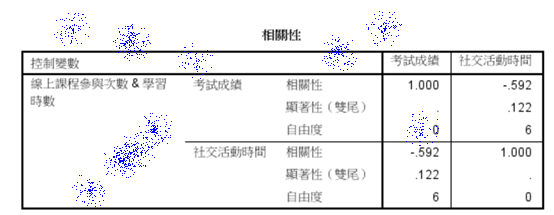 相關性
控制變數 考試成績 社交活動時間
線上課程參與次數 & 學習時數 考試成績 相關性 1.000 -.592
顯著性（雙尾） . .122
自由度 0 6
社交活動時間 相關性 -.592 1.000
顯著性（雙尾） .122 .
自由度 6 0